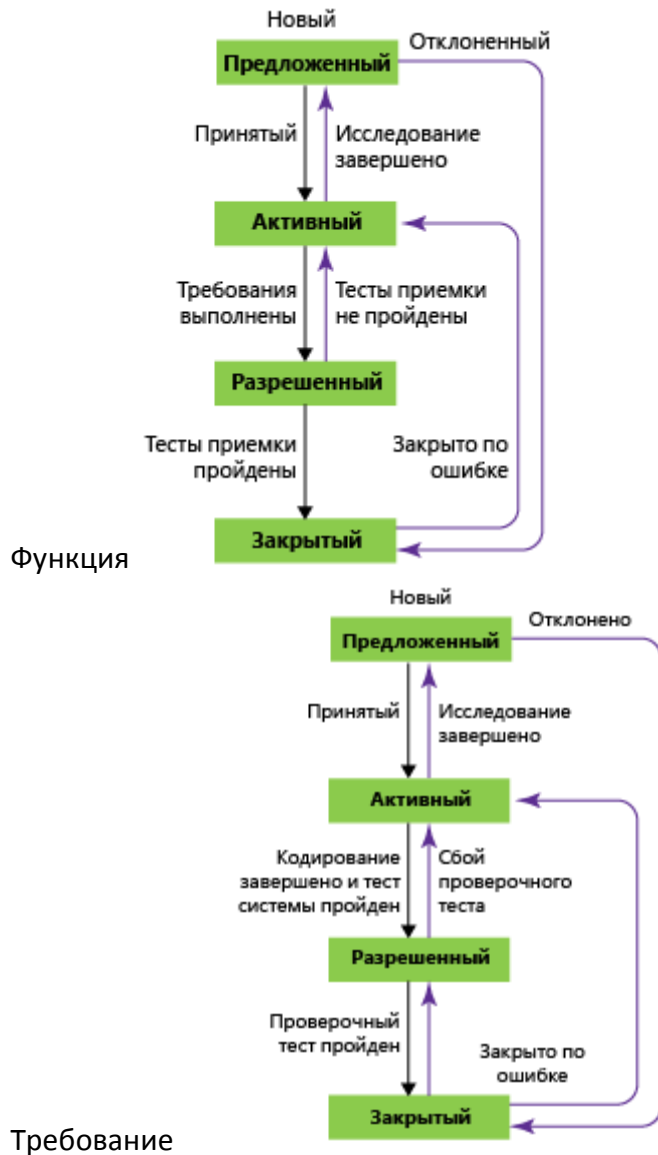 Новый
Отклоненный
Предложенный
Принятый
Исследование
завершено
Активный
Требования
выполнены
Тесты приемки
не пройдены
Разрешенный
Тесты приемки
пройдены
Закрыто по
ошибке
Закрытый
Функция
Новый
Отклонено
Предложенный
Принятый
Исследование
завершено
Активный
Кодирование
завершено и тест
системы пройден
Сбой
проверочного
теста
Разрешенный
Проверочный
тест пройден
Закрыто по
ошибке
Закрытый
Требование